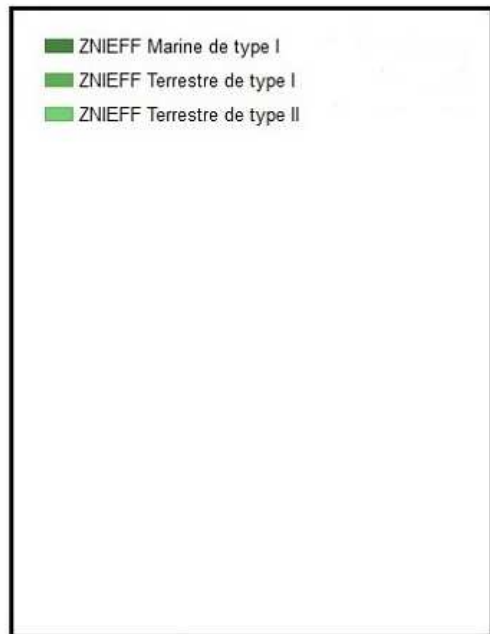 ZNIEFF Marine de type I
ZNIEFF Terrestre de type I
ZNIEFF Terrestre de type II